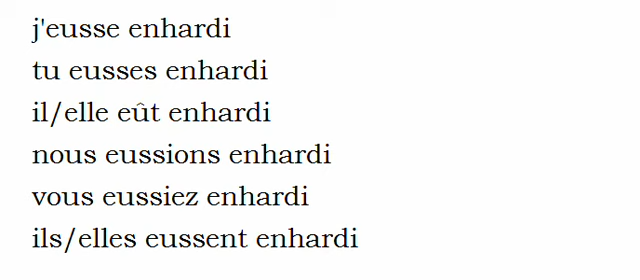 j'eusse enhardi
tu eusses enhardi
il/elle eût enhardi
nous eussions enhardi
vous eussiez enhardi
ils/elles eussent enhardi